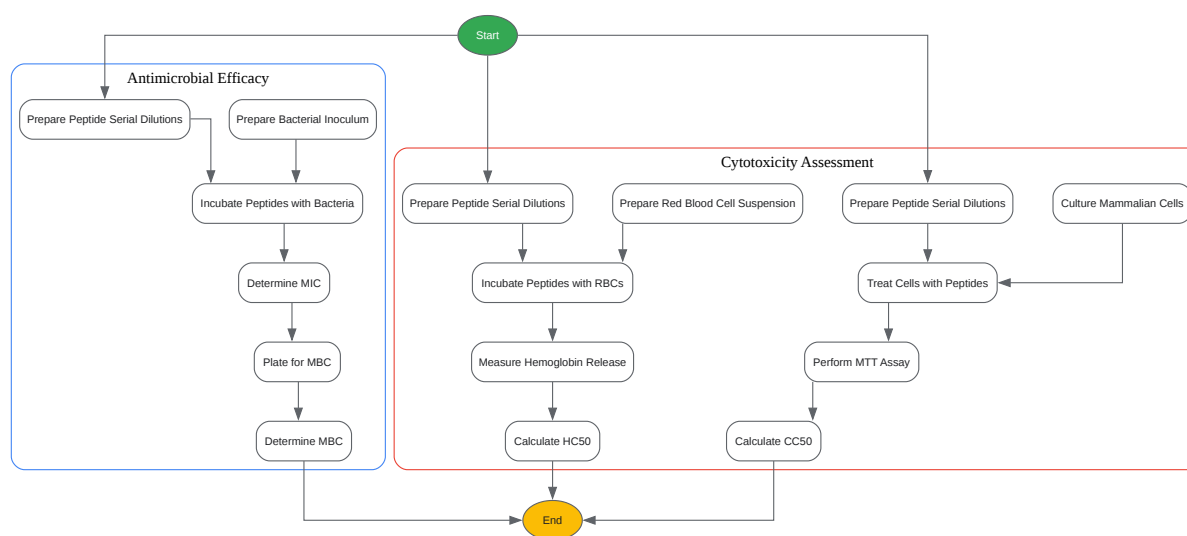 Start
Antimicrobial Efficacy
Prepare Peptide Serial Dilutions
Prepare Bacterial Inoculum
Incubate Peptides with Bacteria
Determine MIC
Plate for MBC
Determine MBC
Cytotoxicity Assessment
Prepare Peptide Serial Dilutions
Prepare Red Blood Cell Suspension
Prepare Peptide Serial Dilutions
Culture Mammalian Cells
Incubate Peptides with RBCs
Treat Cells with Peptides
Measure Hemoglobin Release
Perform MTT Assay
Calculate HC50
Calculate CC50
End